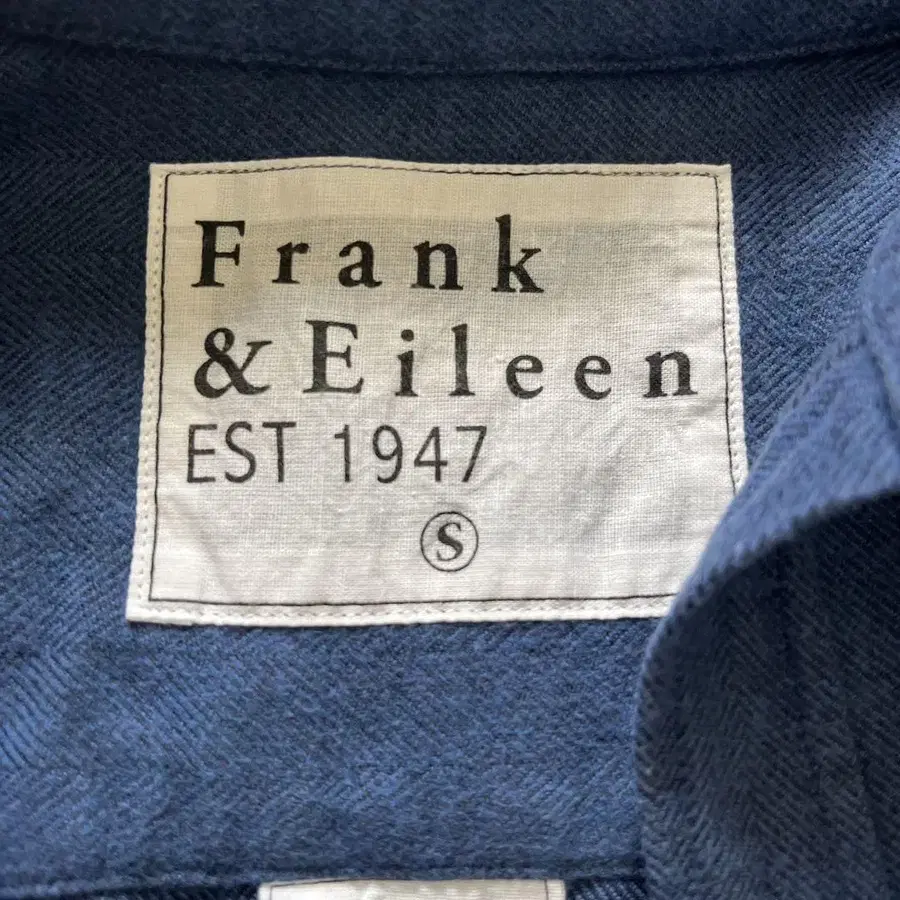 Frank
& Eileen
EST 1947
S